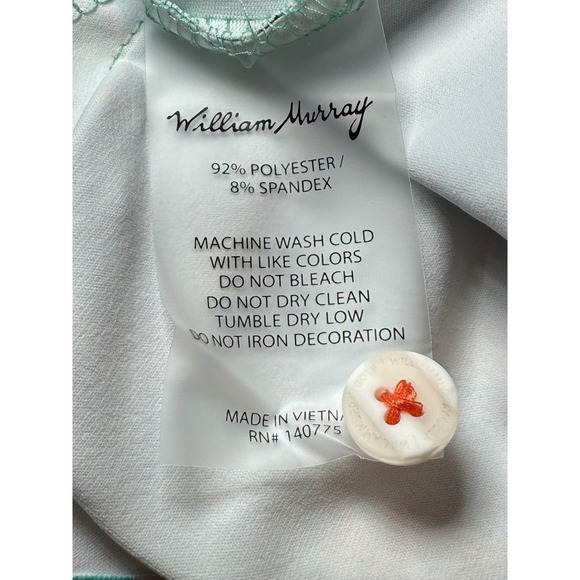 William Murray
92% POLYESTER /
8% SPANDEX
MACHINE WASH COLD
WITH LIKE COLORS
DO NOT BLEACH
DO NOT DRY CLEAN
TUMBLE DRY LOW
DO NOT IRON DECORATION
MADE IN VIETNA
RN# 140775